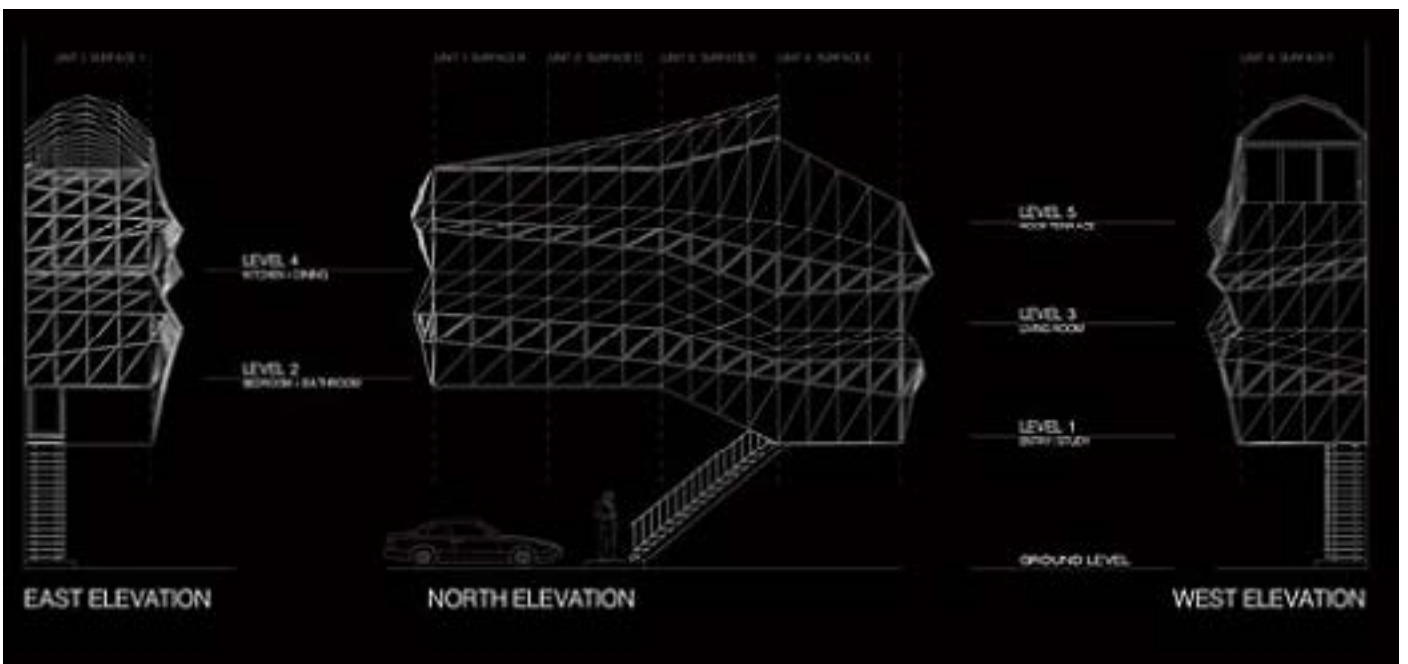 LEVEL 5
ROOF TERRACE
LEVEL 4
KITCHEN / DINING
LEVEL 3
LIVING ROOM
LEVEL 2
BEDROOM / BATHROOM
LEVEL 1
ENTRY / STUDY
GROUND LEVEL
EAST ELEVATION
NORTH ELEVATION
WEST ELEVATION